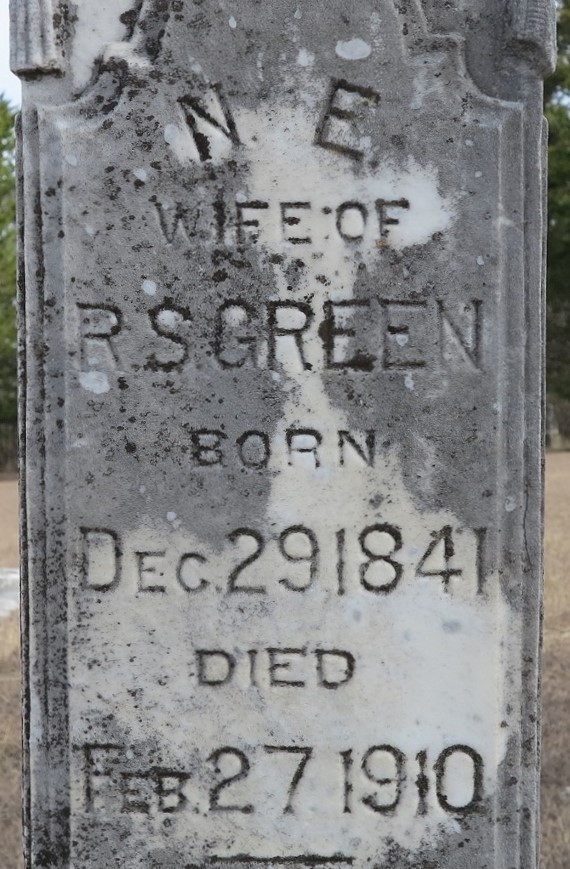 N E
WIFE OF
R.S. GREEN
BORN
DEC. 29 1841
DIED
FEB. 27 1910